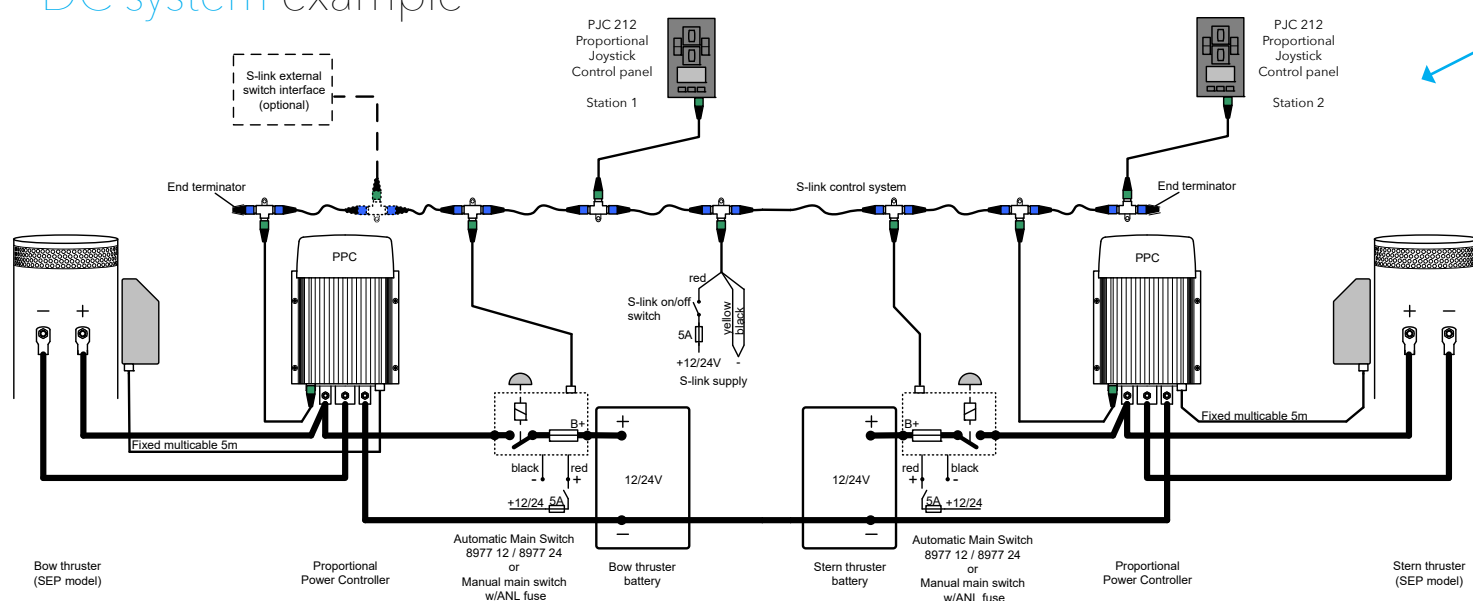 DC system example
PJC 212
Proportional
Joystick
Control panel
Station 1
PJC 212
Proportional
Joystick
Control panel
Station 2
S-link external
switch interface
(optional)
End terminator
S-link control system
End terminator
PPC
PPC
red
S-link on/off
switch
yellow
black
5A
+12/24V
-
S-link supply
− +
+ −
Fixed multicable 5m
Fixed multicable 5m
B+
+
+
B+
black
red
-
+
+12/24
5A
12/24V
12/24V
red
black
+
-
5A
+12/24
−
−
Automatic Main Switch
8977 12 / 8977 24
or
Manual main switch
w/ANL fuse
Automatic Main Switch
8977 12 / 8977 24
or
Manual main switch
w/ANL fuse
Bow thruster
(SEP model)
Proportional
Power Controller
Bow thruster
battery
Stern thruster
battery
Proportional
Power Controller
Stern thruster
(SEP model)